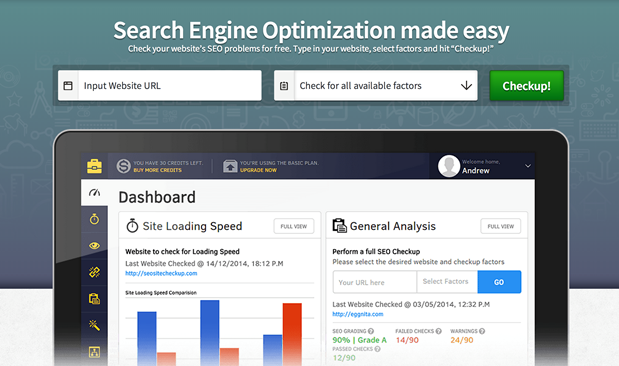 Search Engine Optimization made easy
Check your website's SEO problems for free. Type in your website, select factors and hit "Checkup!"
Input Website URL
Check for all available factors
Checkup!
YOU HAVE 30 CREDITS LEFT.
BUY MORE CREDITS
YOU'RE USING THE BASIC PLAN.
UPGRADE NOW
Welcome home,
Andrew
Dashboard
Site Loading Speed
FULL VIEW
Website to check for Loading Speed
Last Website Checked @ 14/12/2014, 18:12 P.M
http://seositecheckup.com
Site Loading Speed Comparision
General Analysis
FULL VIEW
Perform a full SEO Checkup
Please select the desired website and checkup factors
Your URL here
Select Factors
GO
Last Website Checked @ 03/05/2014, 12:32 P.M
http://eggnita.com
SEO GRADING
90% | Grade A
FAILED CHECKS
14/90
WARNINGS
24/90
PASSED CHECKS
12/90